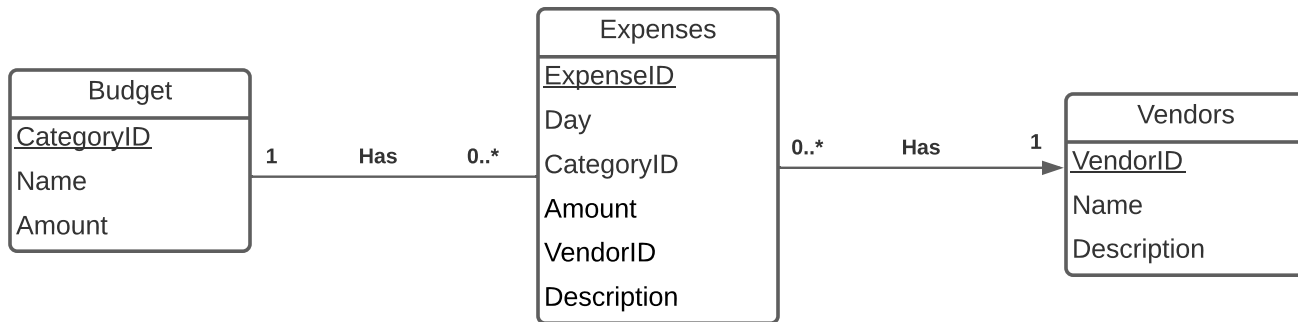 Budget
CategoryID
Name
Amount
1 Has 0..*
Expenses
ExpenseID
Day
CategoryID
Amount
VendorID
Description
0..* Has 1
Vendors
VendorID
Name
Description